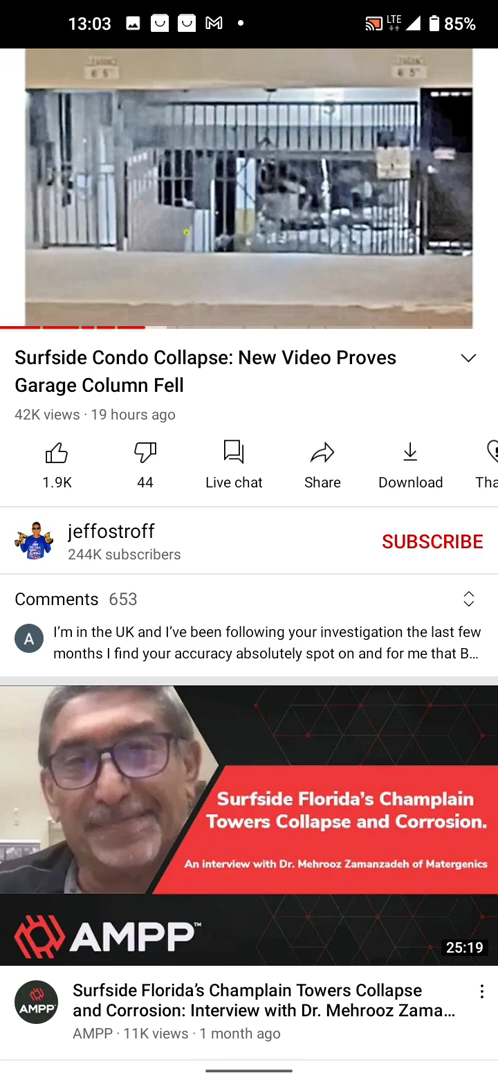 13:03
LTE
85%
Surfside Condo Collapse: New Video Proves
Garage Column Fell
42K views · 19 hours ago
1.9K
44
Live chat
Share
Download
Tha
jeffostroff
244K subscribers
SUBSCRIBE
Comments 653
A
I'm in the UK and I've been following your investigation the last few
months I find your accuracy absolutely spot on and for me that B...
Surfside Florida's Champlain
Towers Collapse and Corrosion.
An interview with Dr. Mehrooz Zamanzadeh of Matergenics
AMPP™
25:19
AMPP
Surfside Florida's Champlain Towers Collapse
and Corrosion: Interview with Dr. Mehrooz Zama...
AMPP · 11K views · 1 month ago